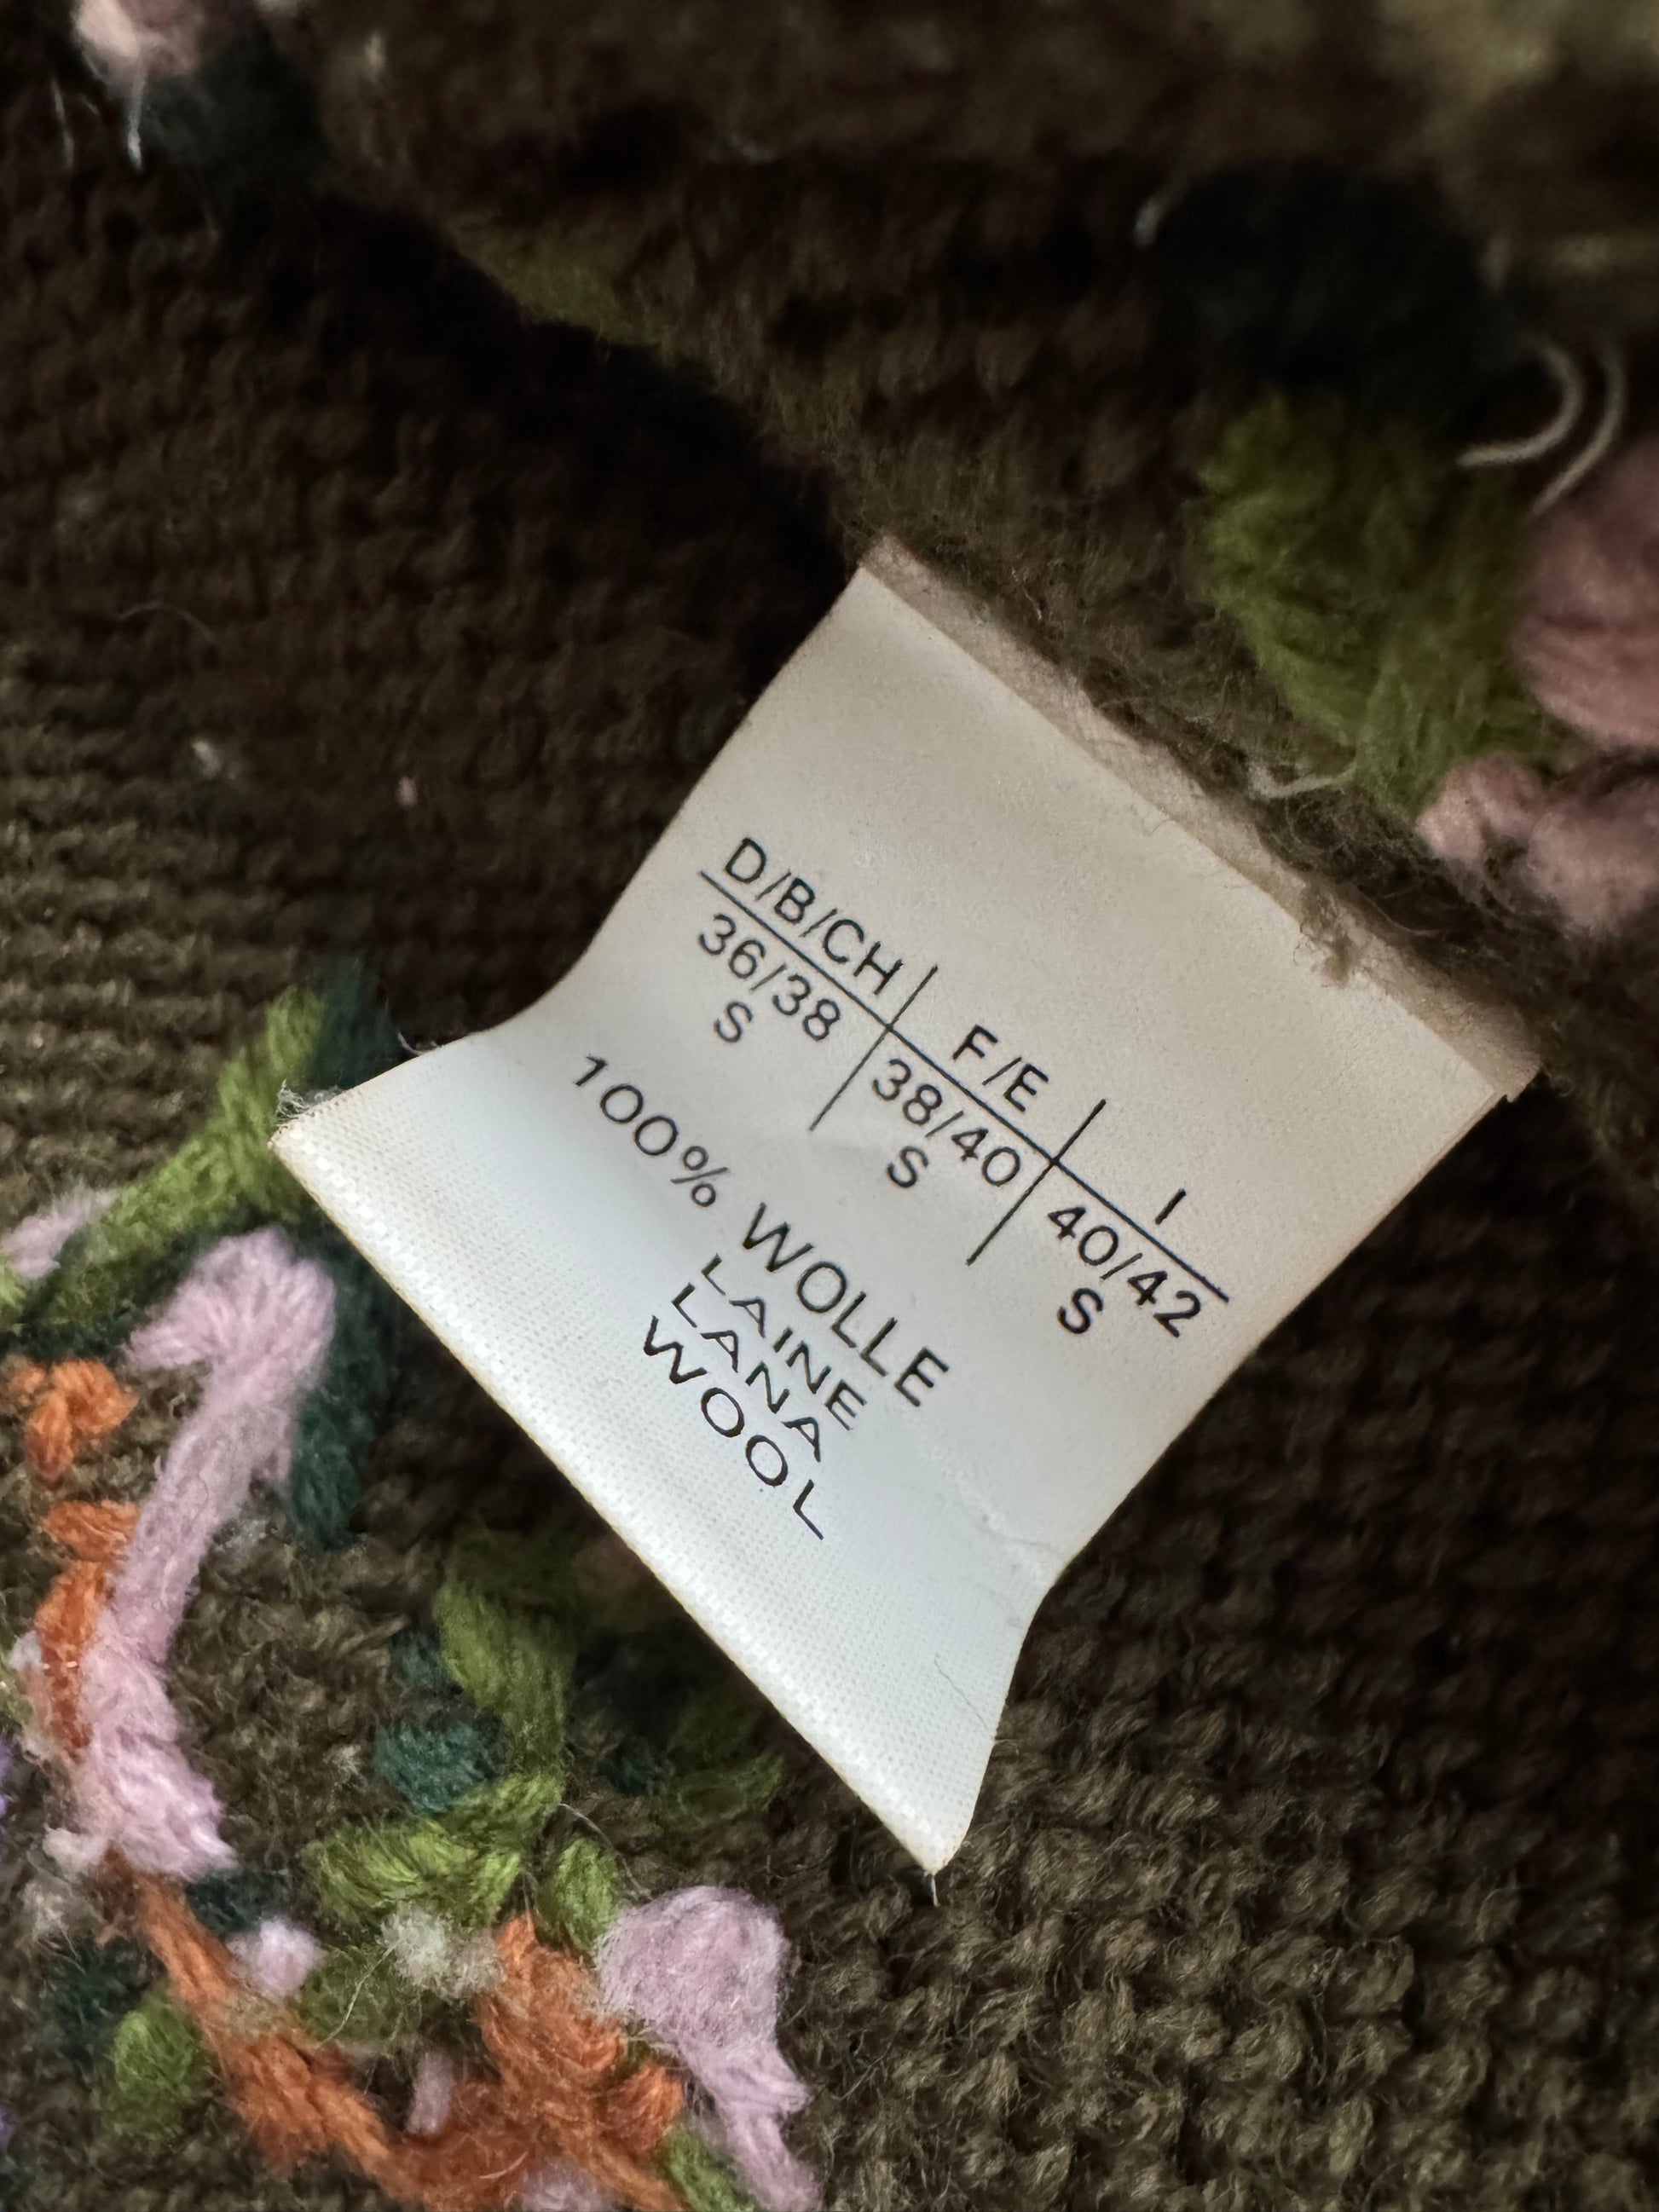 D/B/CH F/E I
36/38 38/40 40/42
S S S
100% WOLLE
LAINE
LANA
WOOL